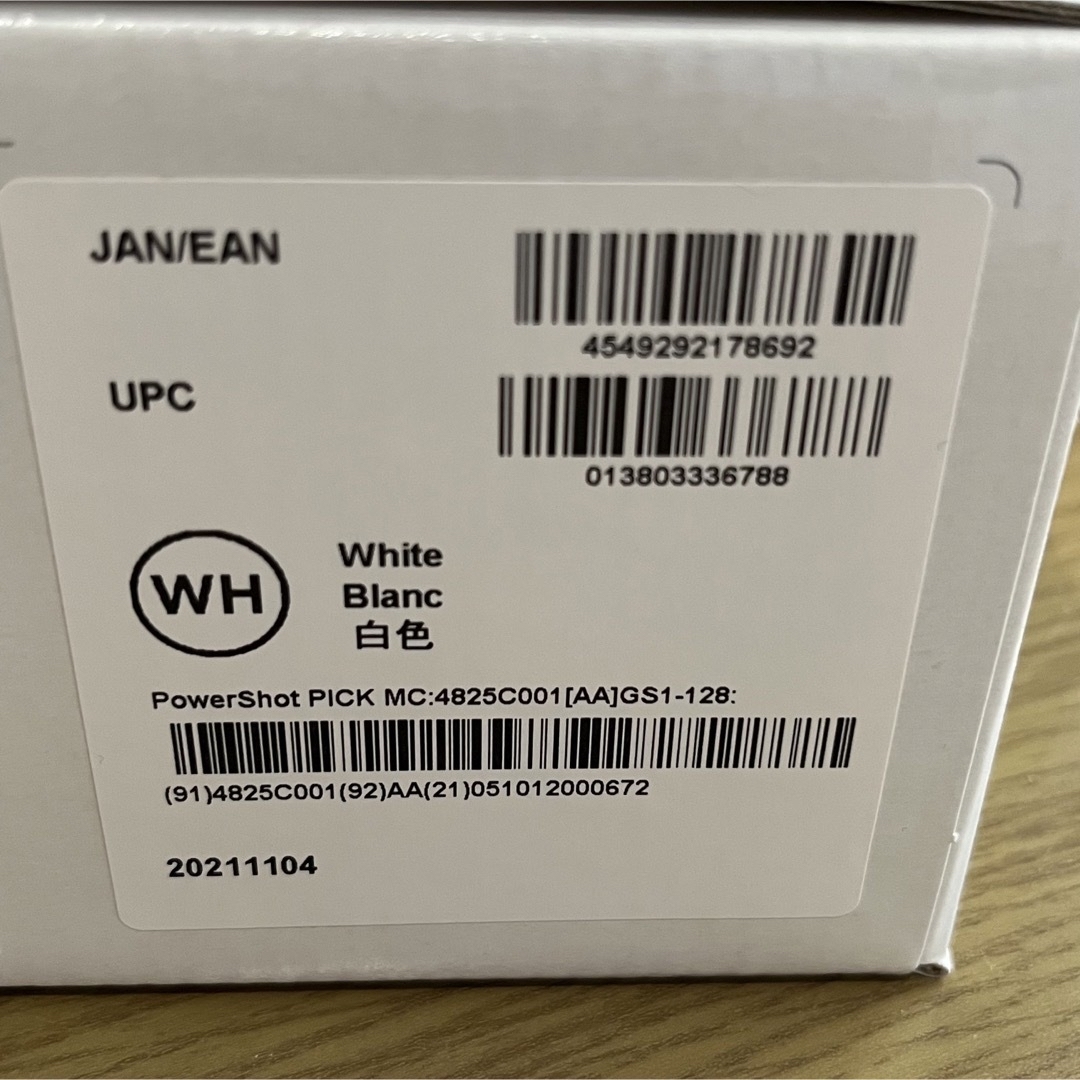 JAN/EAN
4549292178692
UPC
013803336788
WH
White
Blanc
白色
PowerShot PICK MC:4825C001[AA]GS1-128:
(91)4825C001(92)AA(21)051012000672
20211104